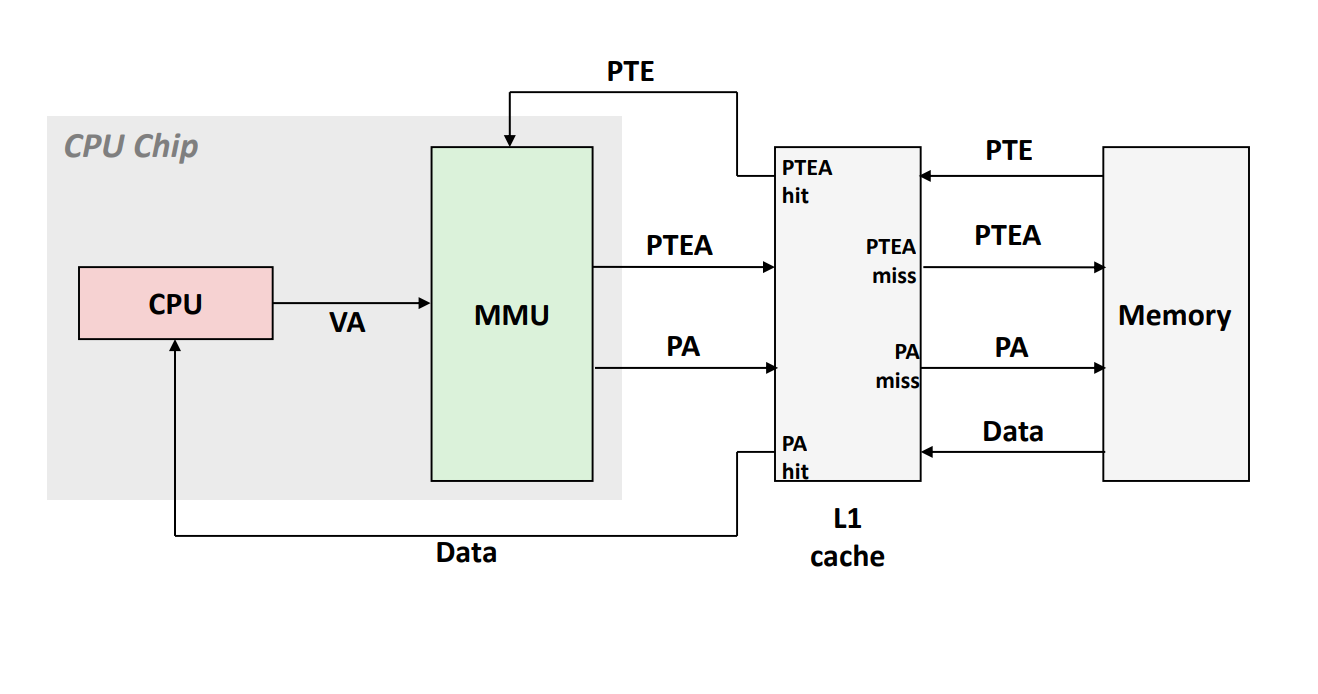 PTE
CPU Chip
PTEA
hit
PTE
PTEA
PTEA
miss
PTEA
CPU
VA
MMU
Memory
PA
PA
miss
PA
PA
hit
Data
L1
cache
Data